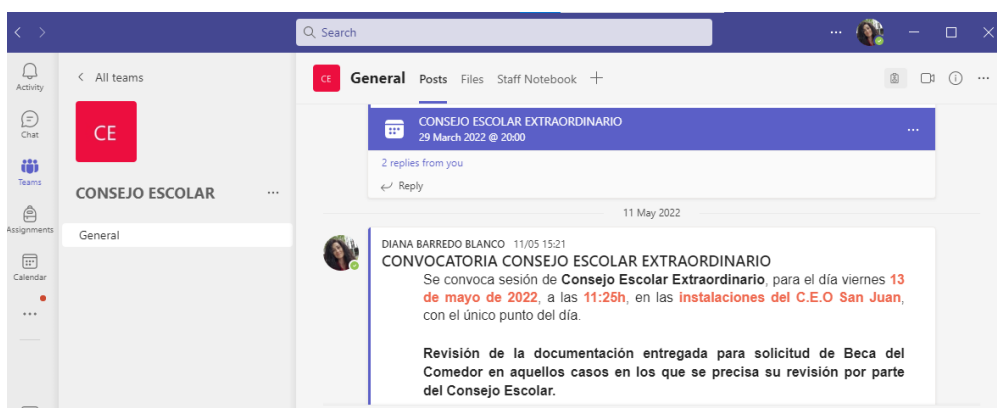 Search
Activity
Chat
Teams
Assignments
Calendar
All teams
CE
CONSEJO ESCOLAR
General
CE General Posts Files Staff Notebook
CONSEJO ESCOLAR EXTRAORDINARIO
29 March 2022 @ 20:00
2 replies from you
Reply
11 May 2022
DIANA BARREDO BLANCO 11/05 15:21
CONVOCATORIA CONSEJO ESCOLAR EXTRAORDINARIO
Se convoca sesión de Consejo Escolar Extraordinario, para el día viernes 13
de mayo de 2022, a las 11:25h, en las instalaciones del C.E.O San Juan,
con el único punto del día.
Revisión de la documentación entregada para solicitud de Beca del
Comedor en aquellos casos en los que se precisa su revisión por parte
del Consejo Escolar.